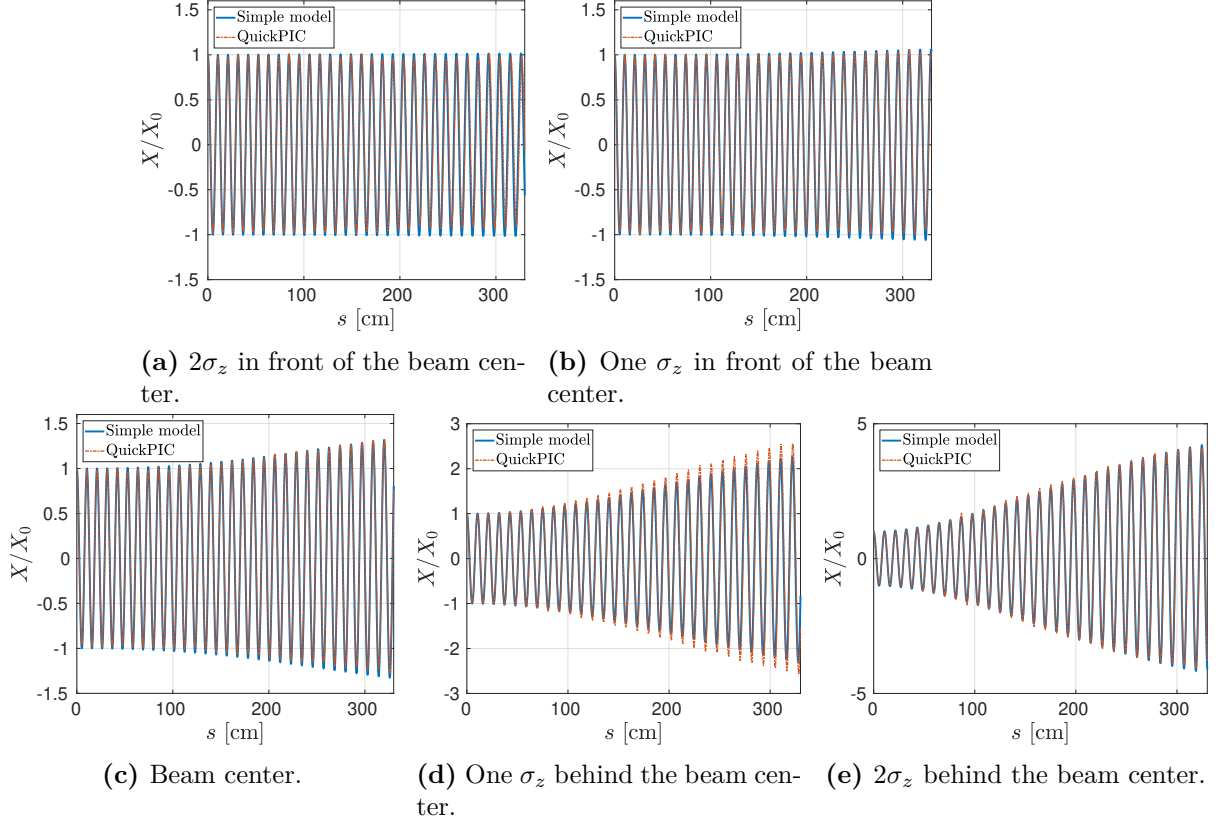 Simple model
QuickPIC
1.5
1
0.5
0
-0.5
-1
-1.5
X/X₀
0 100 200 300
s [cm]
(a) 2σ_z in front of the beam cen-
ter.
Simple model
QuickPIC
1.5
1
0.5
0
-0.5
-1
-1.5
X/X₀
0 100 200 300
s [cm]
(b) One σ_z in front of the beam
center.
Simple model
QuickPIC
1.5
1
0.5
0
-0.5
-1
-1.5
X/X₀
0 100 200 300
s [cm]
(c) Beam center.
Simple model
QuickPIC
3
2
1
0
-1
-2
-3
X/X₀
0 100 200 300
s [cm]
(d) One σ_z behind the beam cen-
ter.
Simple model
QuickPIC
5
0
-5
X/X₀
0 100 200 300
s [cm]
(e) 2σ_z behind the beam center.